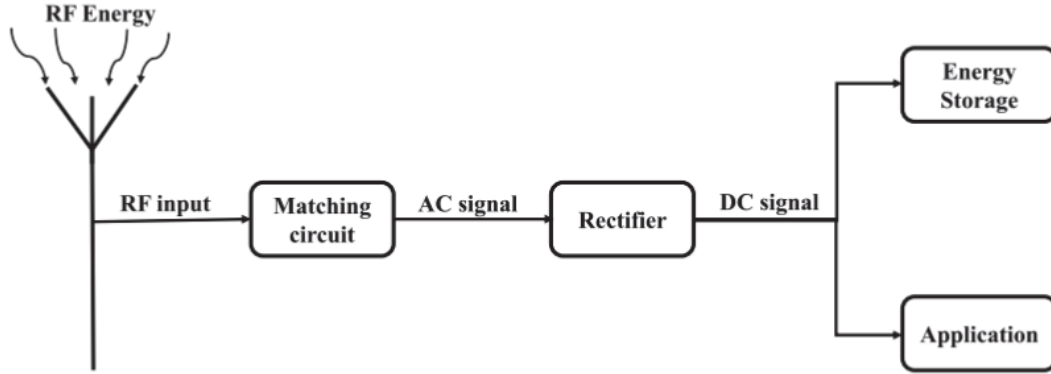 RF Energy
Energy
Storage
RF input
Matching
circuit
AC signal
Rectifier
DC signal
Application